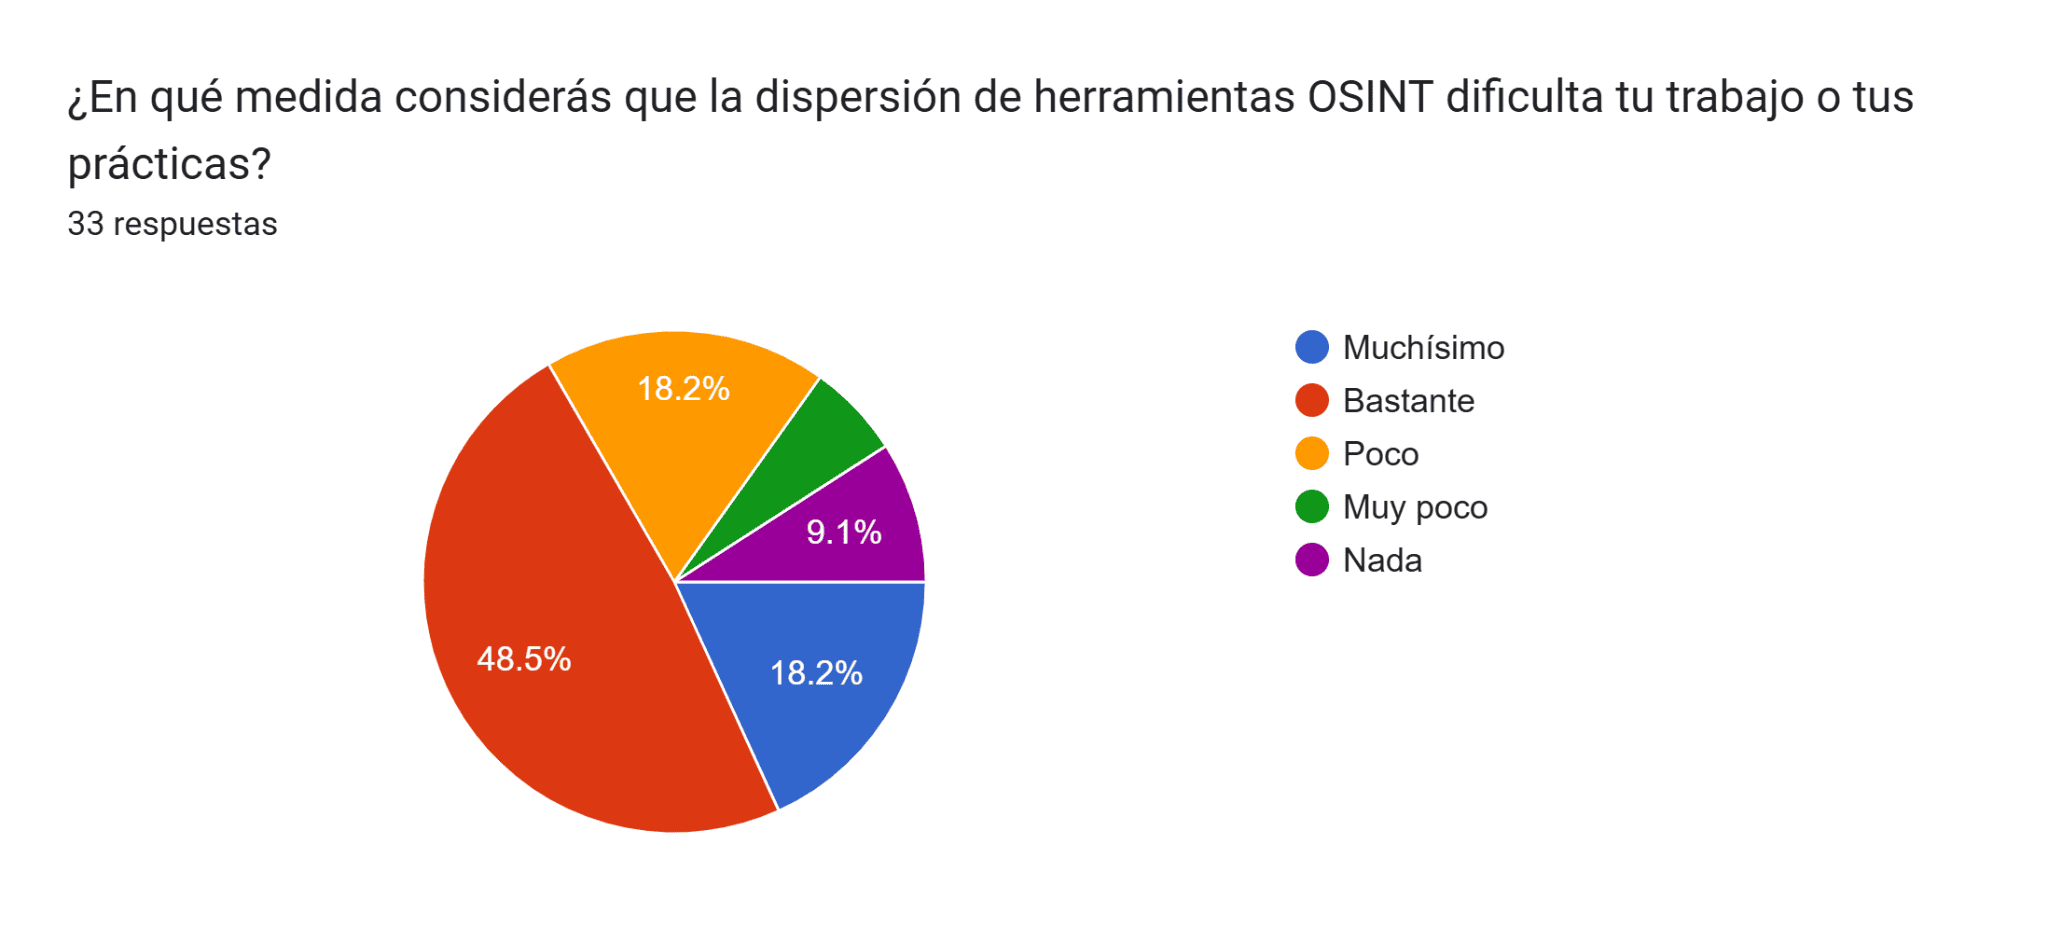 ¿En qué medida considerás que la dispersión de herramientas OSINT dificulta tu trabajo o tus
prácticas?
33 respuestas
18.2%
9.1%
48.5%
18.2%
Muchísimo
Bastante
Poco
Muy poco
Nada